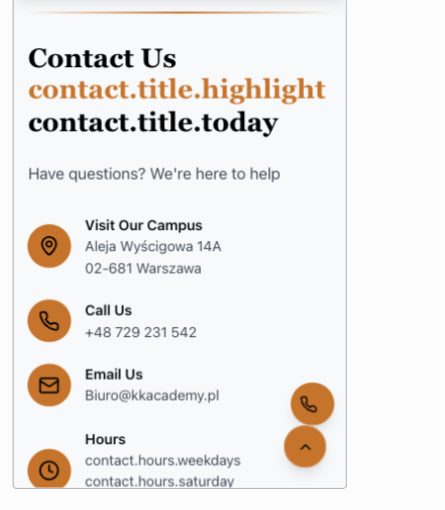 Contact Us
contact.title.highlight
contact.title.today
Have questions? We're here to help
Visit Our Campus
Aleja Wyścigowa 14A
02-681 Warszawa
Call Us
+48 729 231 542
Email Us
Biuro@kkacademy.pl
Hours
contact.hours.weekdays
contact.hours.saturday